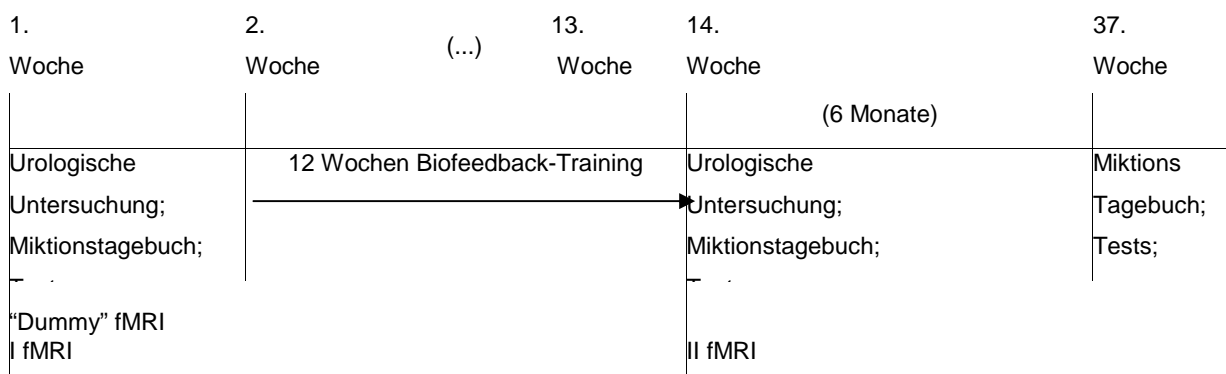 1.
Woche
2.
Woche
(...)
13.
Woche
14.
Woche
37.
Woche
(6 Monate)
Urologische
Untersuchung;
Miktionstagebuch;
12 Wochen Biofeedback-Training
Urologische
Untersuchung;
Miktionstagebuch;
Miktions
Tagebuch;
Tests;
“Dummy” fMRI
I fMRI
II fMRI